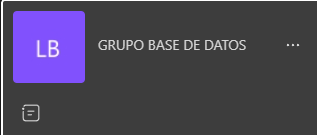 LB
GRUPO BASE DE DATOS
...